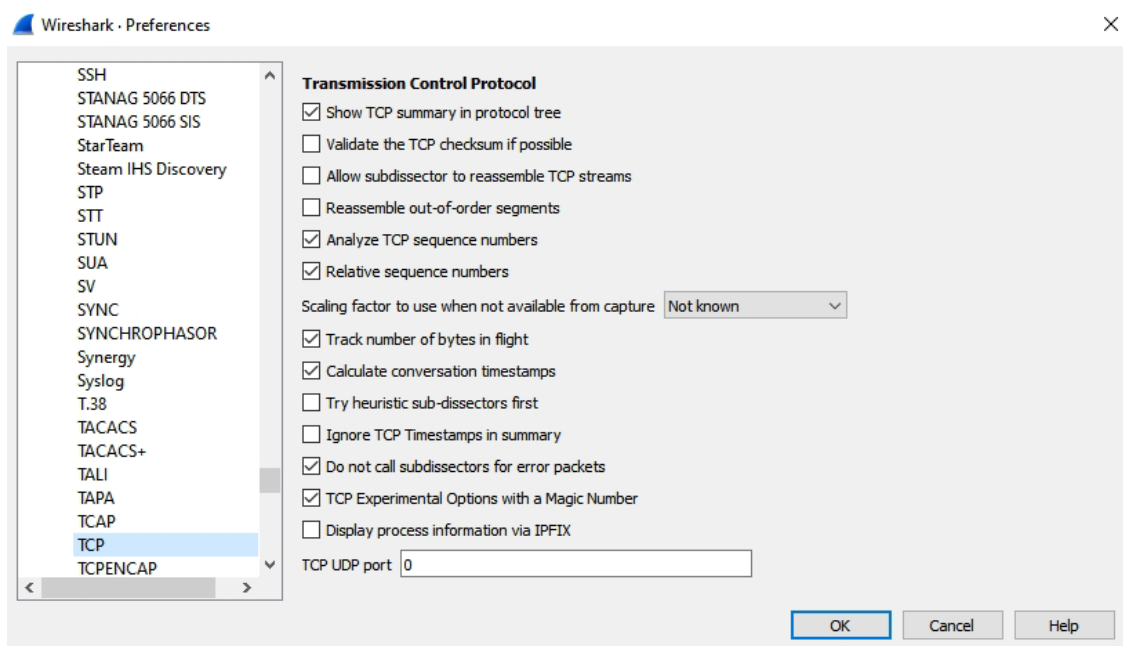 Wireshark · Preferences
SSH
STANAG 5066 DTS
STANAG 5066 SIS
StarTeam
Steam IHS Discovery
STP
STT
STUN
SUA
SV
SYNC
SYNCHROPHASOR
Synergy
Syslog
T.38
TACACS
TACACS+
TALI
TAPA
TCAP
TCP
TCPENCAP
Transmission Control Protocol
Show TCP summary in protocol tree
Validate the TCP checksum if possible
Allow subdissector to reassemble TCP streams
Reassemble out-of-order segments
Analyze TCP sequence numbers
Relative sequence numbers
Scaling factor to use when not available from capture Not known
Track number of bytes in flight
Calculate conversation timestamps
Try heuristic sub-dissectors first
Ignore TCP Timestamps in summary
Do not call subdissectors for error packets
TCP Experimental Options with a Magic Number
Display process information via IPFIX
TCP UDP port 0
OK Cancel Help